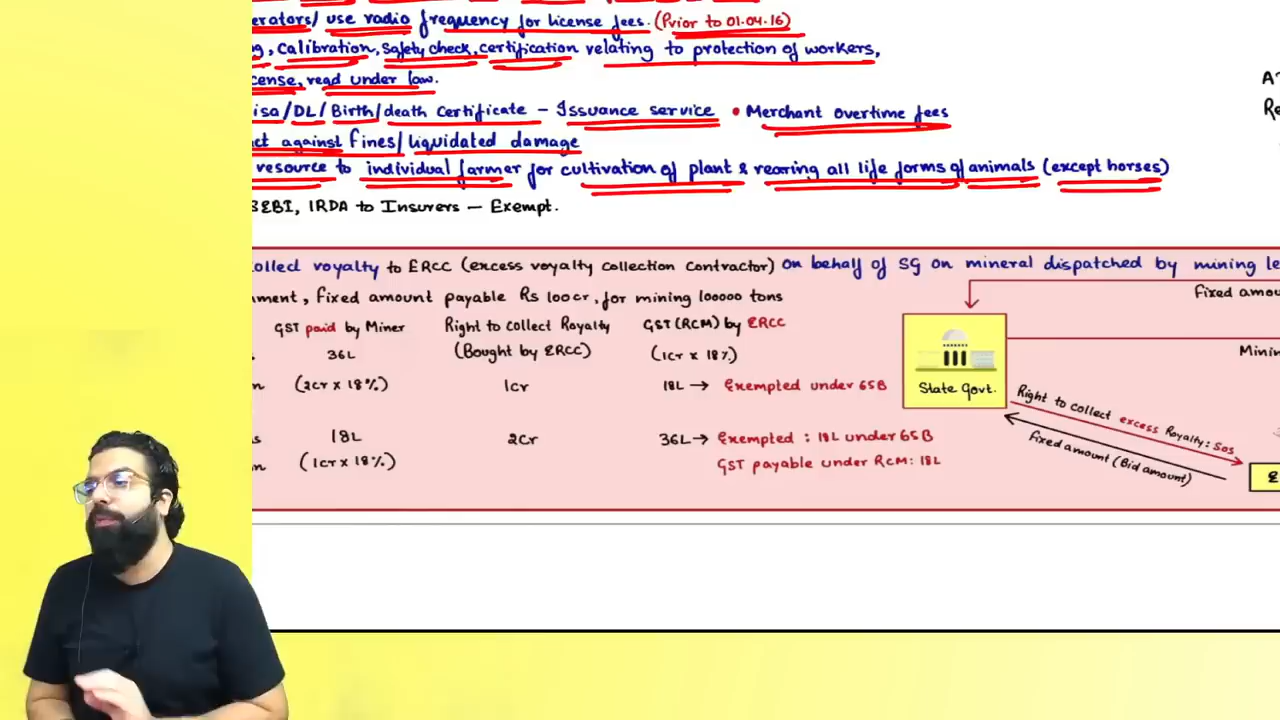 erators/ use radio frequency for license fees. (Prior to 01.04.16)
g, Calibration, Safety check, certification relating to protection of workers,
cense, read under law.
isa/DL/ Birth/death Certificate – Issuance service • Merchant overtime fees
ct against Fines/ liquidated damage
resource to individual farmer for cultivation of plant & rearing all life forms of animals (except horses)
SEBI, IRDA to Insurers – Exempt.
A
Re
olled royalty to ERCC (excess royalty collection contractor) on behalf of SG on mineral dispatched by mining le
ment, fixed amount payable Rs 100cr, for mining 100000 tons
Fixed amou
GST paid by Miner
Right to collect Royalty
(Bought by ERCC)
GST (RCM) by ERCC
36L
(1cr x 18%)
(2cr x 18%)
1cr
18L → Exempted under 65B
s
18L
2Cr
36L → Exempted : 18L under 65B
(1cr x 18%)
GST payable under RCM: 18L
State Govt.
Minin
Right to collect excess Royalty: 50s
Fixed amount (Bid amount)